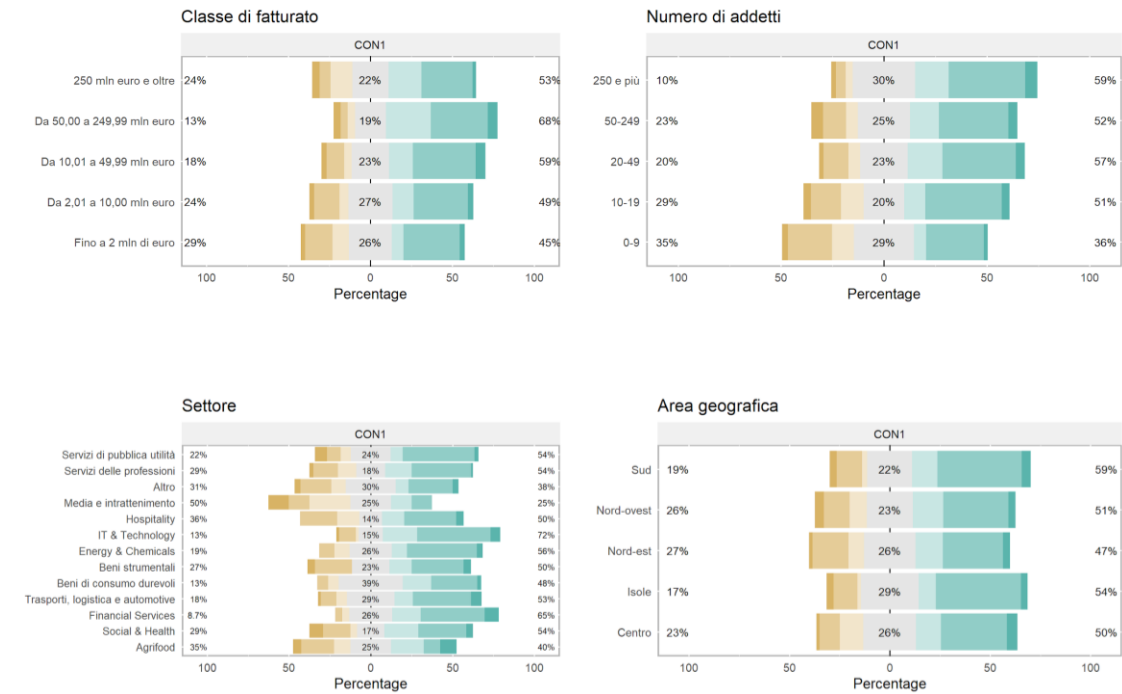 Classe di fatturato
CON1
250 mln euro e oltre 24% 22% 53%
Da 50,00 a 249,99 mln euro 13% 19% 68%
Da 10,01 a 49,99 mln euro 18% 23% 59%
Da 2,01 a 10,00 mln euro 24% 27% 49%
Fino a 2 mln di euro 29% 26% 45%
100 50 0 50 100
Percentage
Numero di addetti
CON1
250 e più 10% 30% 59%
50-249 23% 25% 52%
20-49 20% 23% 57%
10-19 29% 20% 51%
0-9 35% 29% 36%
100 50 0 50 100
Percentage
Settore
CON1
Servizi di pubblica utilità 22% 24% 54%
Servizi delle professioni 29% 18% 54%
Altro 31% 30% 38%
Media e intrattenimento 50% 25% 25%
Hospitality 36% 14% 50%
IT & Technology 13% 15% 72%
Energy & Chemicals 19% 26% 56%
Beni strumentali 27% 23% 50%
Beni di consumo durevoli 13% 39% 48%
Trasporti, logistica e automotive 18% 29% 53%
Financial Services 8.7% 26% 65%
Social & Health 29% 17% 54%
Agrifood 35% 25% 40%
100 50 0 50 100
Percentage
Area geografica
CON1
Sud 19% 22% 59%
Nord-ovest 26% 23% 51%
Nord-est 27% 26% 47%
Isole 17% 29% 54%
Centro 23% 26% 50%
100 50 0 50 100
Percentage